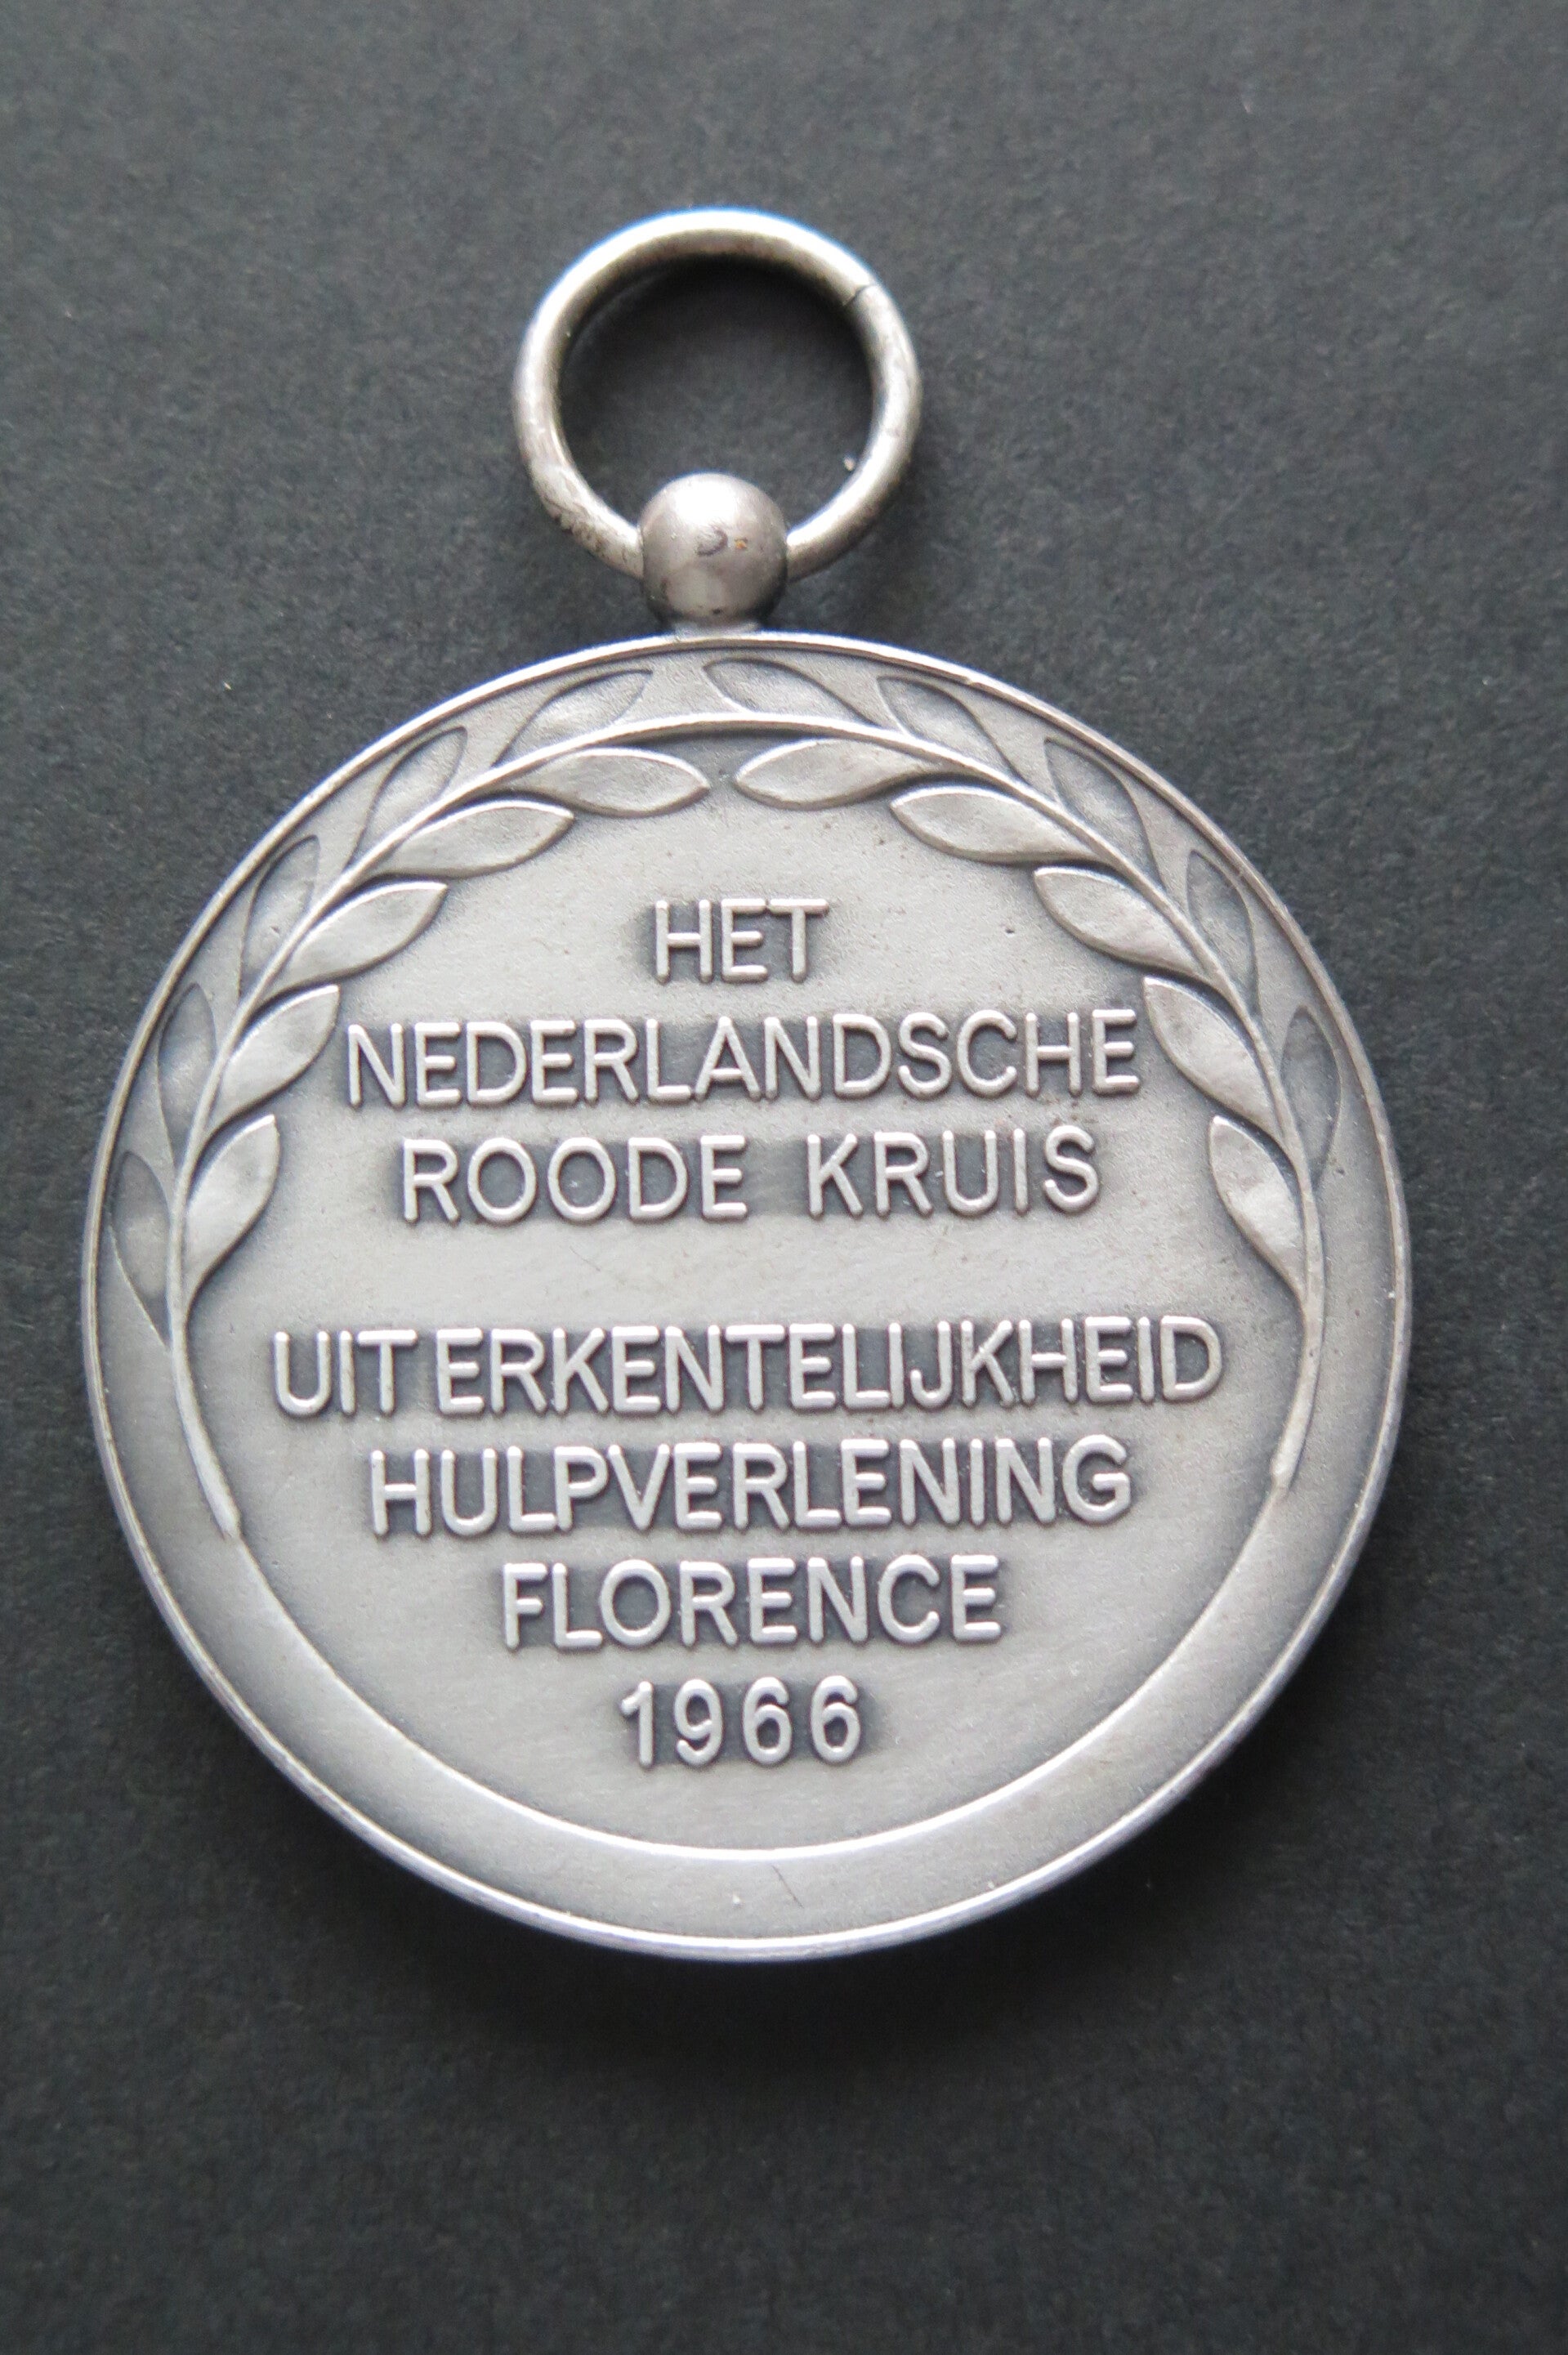 HET
NEDERLANDSCHE
ROODE KRUIS
UIT ERKENTELIJKHEID
HULPVERLENING
FLORENCE
1966